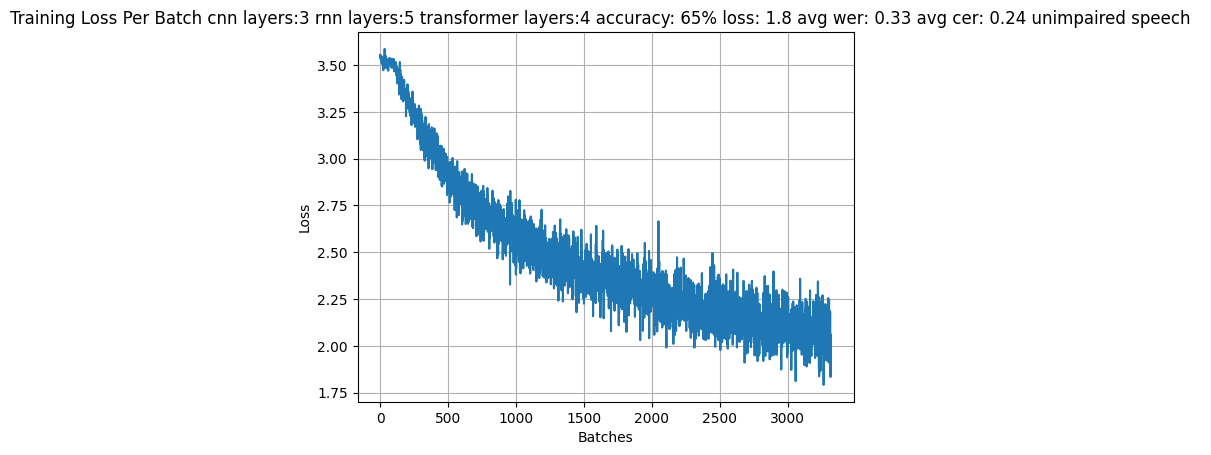 Training Loss Per Batch cnn layers:3 rnn layers:5 transformer layers:4 accuracy: 65% loss: 1.8 avg wer: 0.33 avg cer: 0.24 unimpaired speech
3.50
3.25
3.00
2.75
2.50
2.25
2.00
1.75
Loss
0 500 1000 1500 2000 2500 3000
Batches